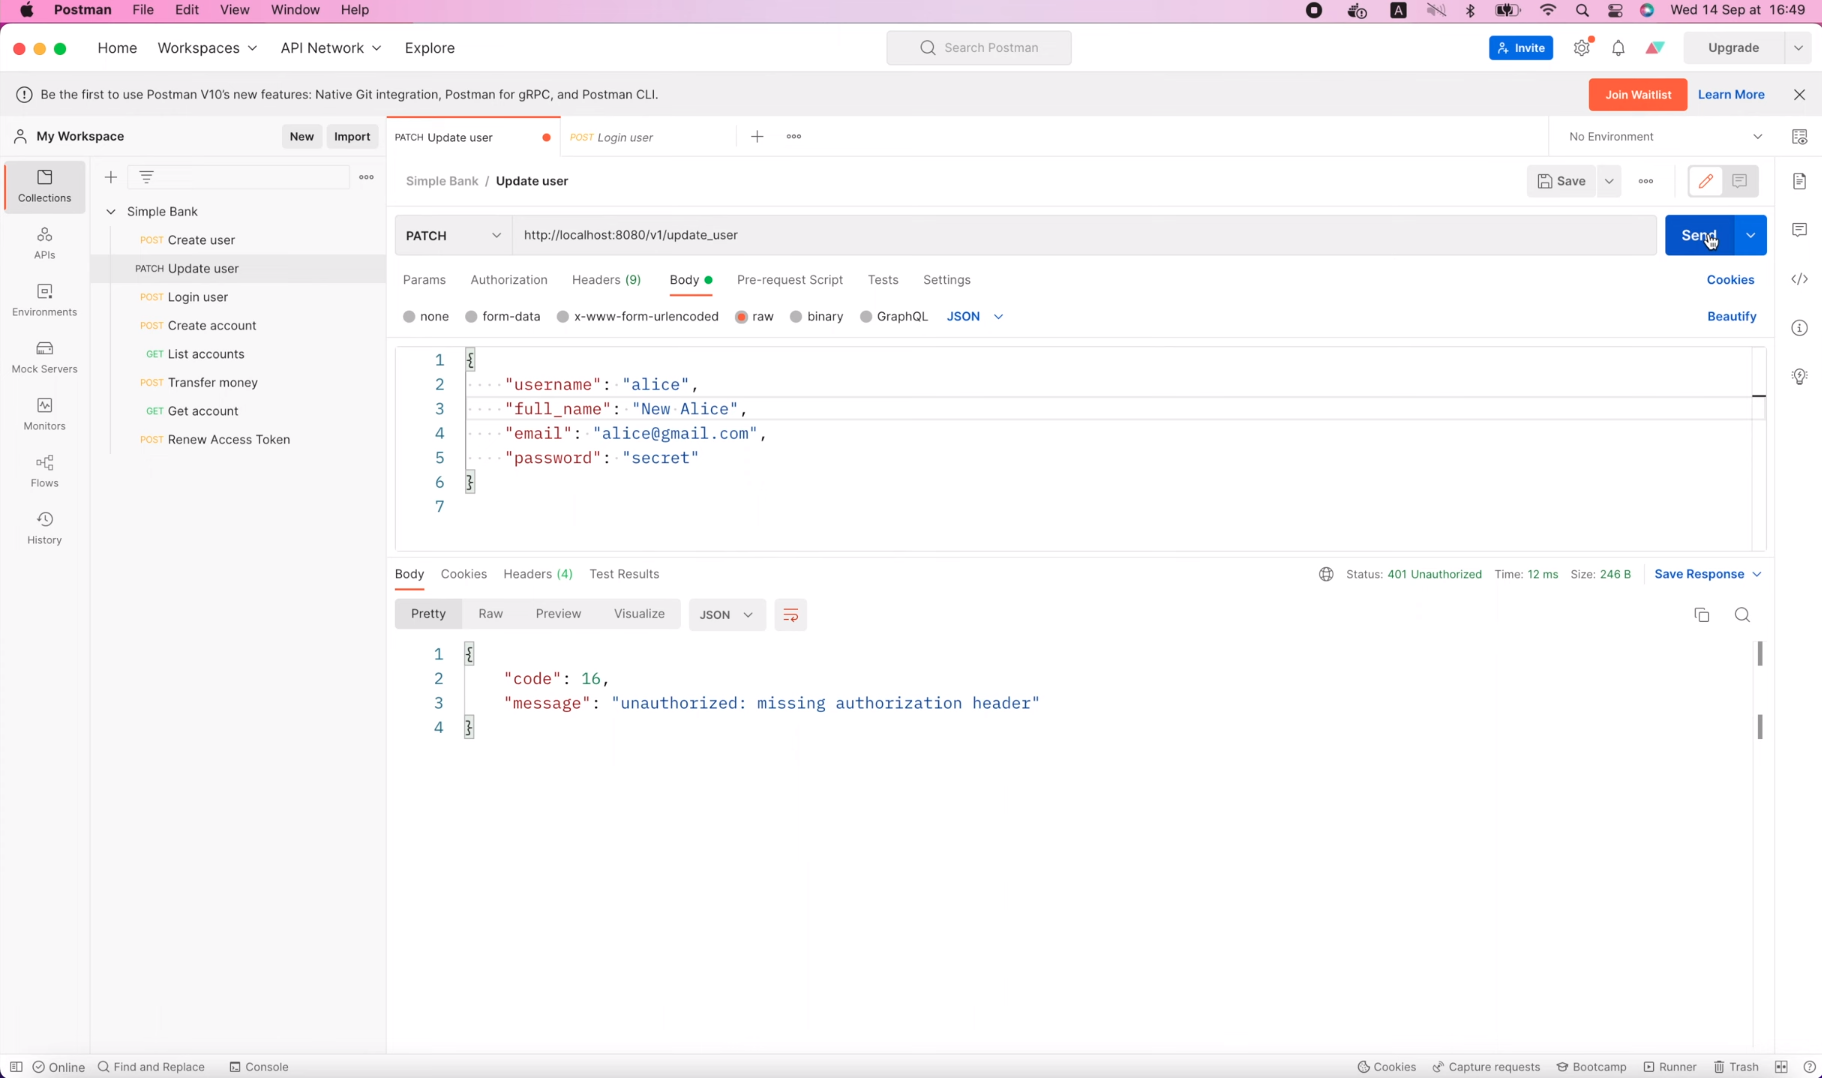 Postman File Edit View Window Help
A
Wed 14 Sep at 16:49
Home Workspaces API Network Explore
Search Postman
Invite
Upgrade
Be the first to use Postman V10's new features: Native Git integration, Postman for gRPC, and Postman CLI.
Join Waitlist
Learn More
My Workspace
New Import
PATCH Update user
POST Login user
No Environment
Collections
APIs
Environments
Mock Servers
Monitors
Flows
History
Simple Bank
POST Create user
PATCH Update user
POST Login user
POST Create account
GET List accounts
POST Transfer money
GET Get account
POST Renew Access Token
Simple Bank / Update user
Save
PATCH
http://localhost:8080/v1/update_user
Send
Params Authorization Headers (9) Body Pre-request Script Tests Settings
Cookies
none form-data x-www-form-urlencoded raw binary GraphQL JSON
Beautify
1 {
2 ····"username":·"alice",
3 ····"full_name":·"New·Alice",
4 ····"email":·"alice@gmail.com",
5 ····"password":·"secret"
6 }
7
Body Cookies Headers (4) Test Results
Status: 401 Unauthorized Time: 12 ms Size: 246 B
Save Response
Pretty Raw Preview Visualize JSON
1 {
2 "code": 16,
3 "message": "unauthorized: missing authorization header"
4 }
Online Find and Replace Console
Cookies Capture requests Bootcamp Runner Trash